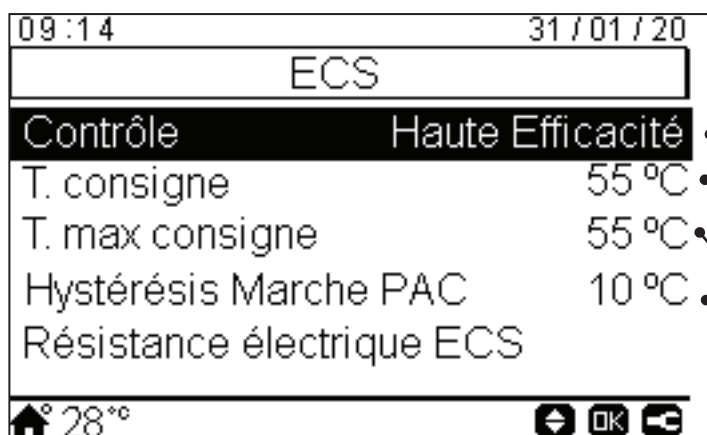 09:14 31/01/20
ECS
Contrôle Haute Efficacité
T. consigne 55 ºC
T. max consigne 55 ºC
Hystérésis Marche PAC 10 ºC
Résistance électrique ECS
28°c OK